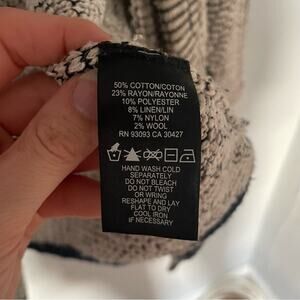 50% COTTON/COTON
23% RAYON/RAYONNE
10% POLYESTER
8% LINEN/LIN
7% NYLON
2% WOOL
RN 93093 CA 30427
HAND WASH COLD
SEPARATELY
DO NOT BLEACH
DO NOT TWIST
OR WRING
RESHAPE AND LAY
FLAT TO DRY
COOL IRON
IF NECESSARY